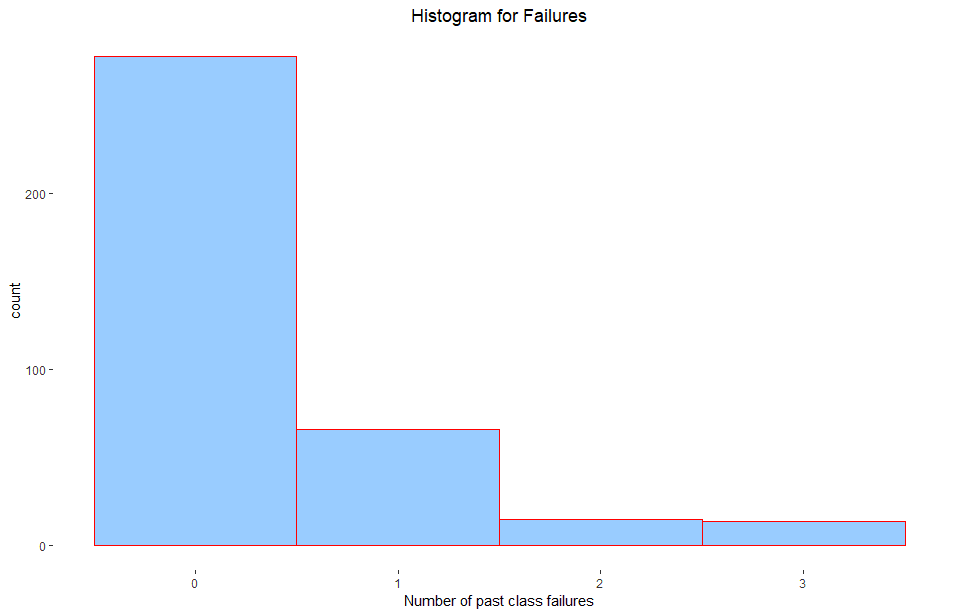 Histogram for Failures
count
200
100
0
0 1 2 3
Number of past class failures